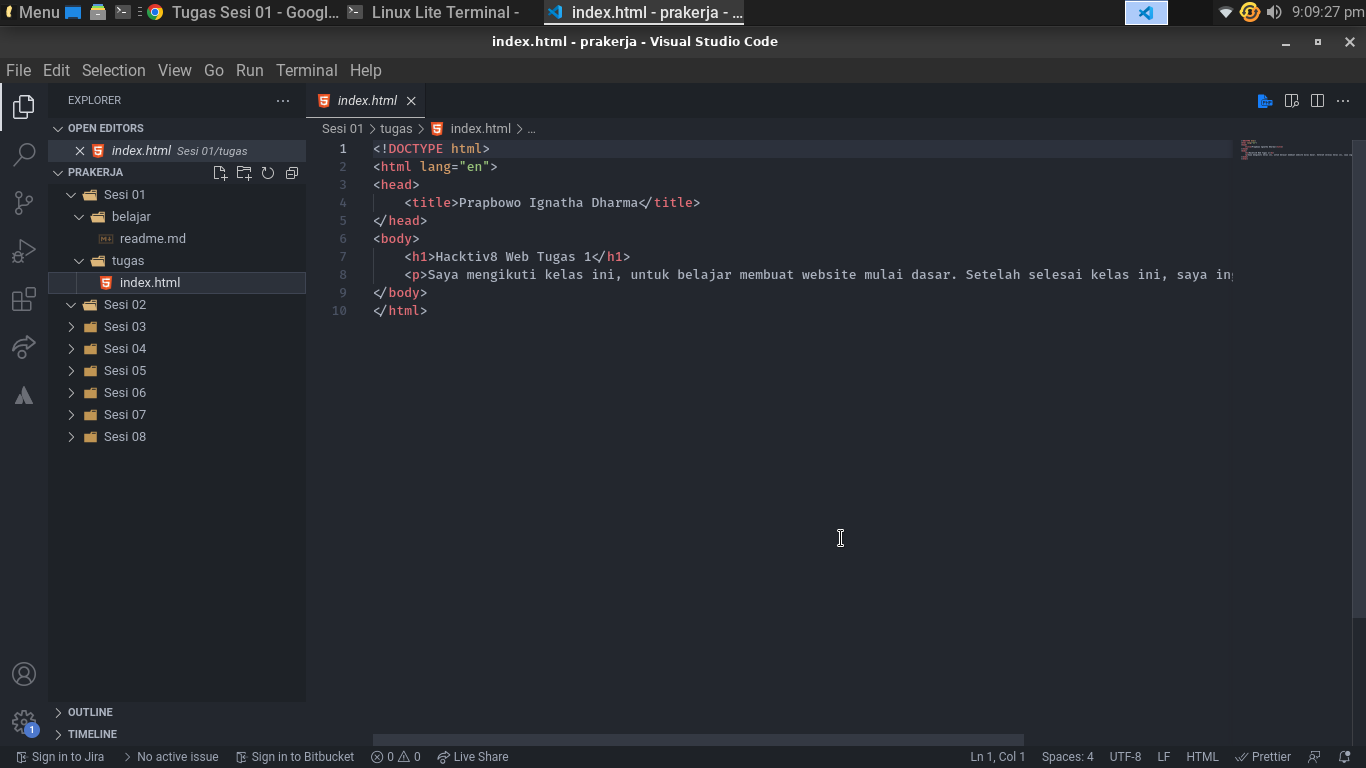 Menu
Tugas Sesi 01 - Googl...
Linux Lite Terminal -
index.html - prakerja - ...
9:09:27 pm
index.html - prakerja - Visual Studio Code
File Edit Selection View Go Run Terminal Help
EXPLORER
index.html
OPEN EDITORS
index.html Sesi 01/tugas
PRAKERJA
Sesi 01
belajar
readme.md
tugas
index.html
Sesi 02
Sesi 03
Sesi 04
Sesi 05
Sesi 06
Sesi 07
Sesi 08
OUTLINE
TIMELINE
Sesi 01 > tugas > index.html > ...
1 <!DOCTYPE html>
2 <html lang="en">
3 <head>
4 <title>Prapbowo Ignatha Dharma</title>
5 </head>
6 <body>
7 <h1>Hacktiv8 Web Tugas 1</h1>
8 <p>Saya mengikuti kelas ini, untuk belajar membuat website mulai dasar. Setelah selesai kelas ini, saya in
9 </body>
10 </html>
1
Sign in to Jira
No active issue
Sign in to Bitbucket
0 0
Live Share
Ln 1, Col 1
Spaces: 4
UTF-8
LF
HTML
Prettier